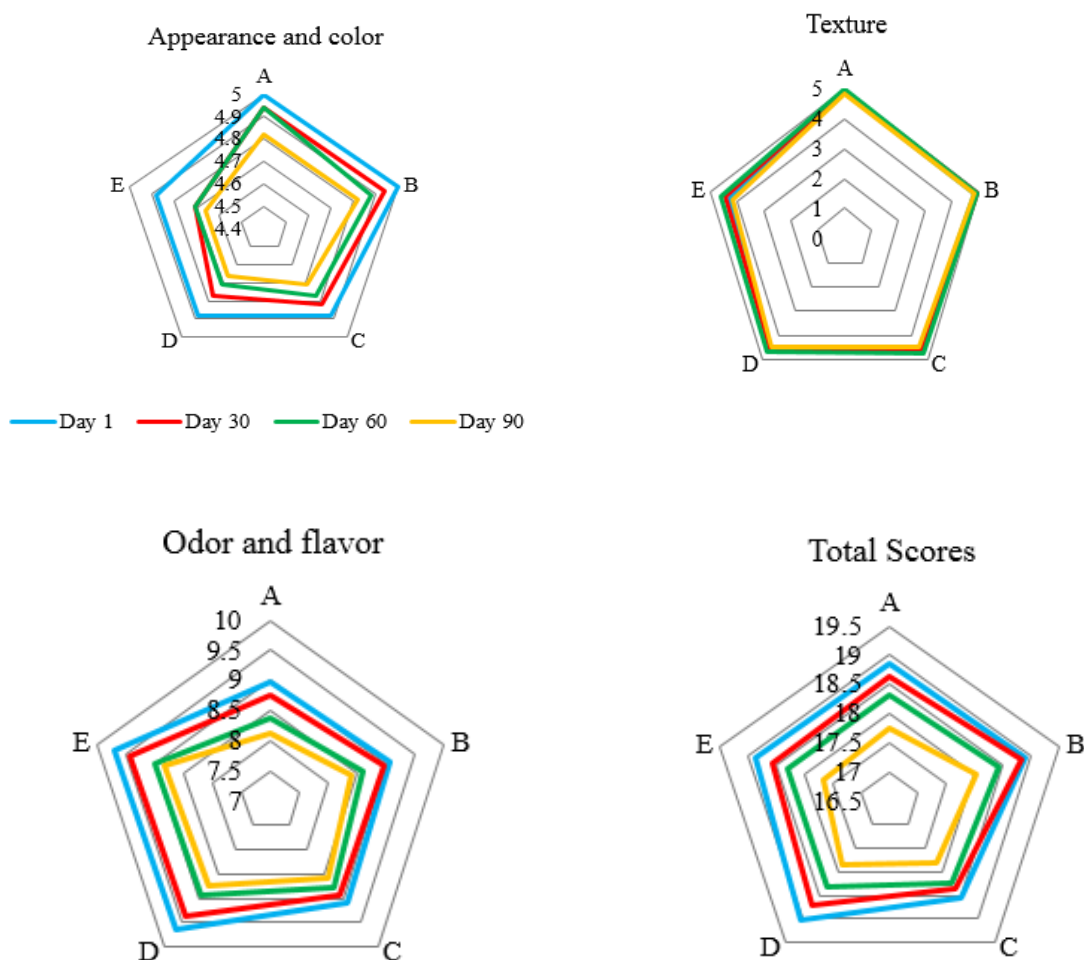 Appearance and color
A
5
4.9
4.8
4.7
4.6
4.5
4.4
B
C
D
E
Texture
A
5
4
3
2
1
0
B
C
D
E
Day 1 Day 30 Day 60 Day 90
Odor and flavor
A
10
9.5
9
8.5
8
7.5
7
B
C
D
E
Total Scores
A
19.5
19
18.5
18
17.5
17
16.5
B
C
D
E